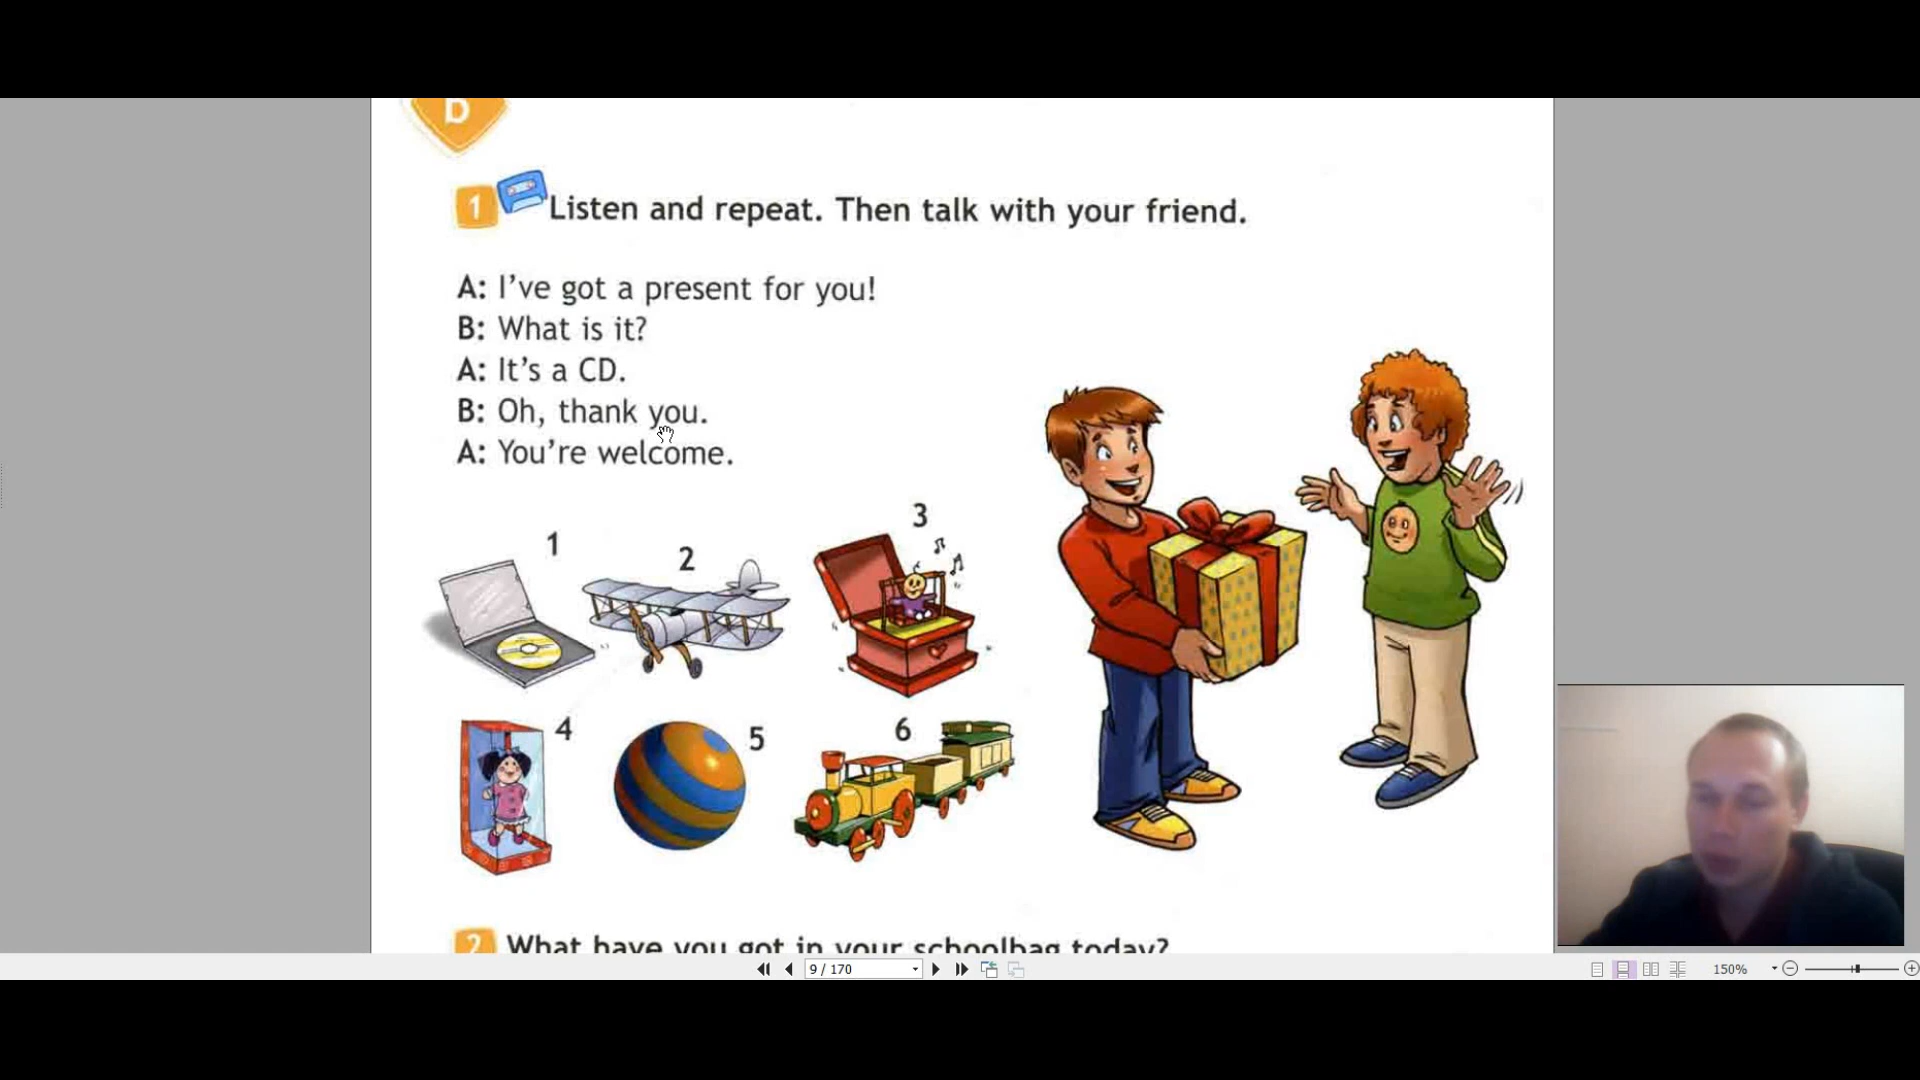 D
1 Listen and repeat. Then talk with your friend.
A: I've got a present for you!
B: What is it?
A: It's a CD.
B: Oh, thank you.
A: You're welcome.
1
2
3
4
5
6
2 What have you got in your schoolbag today?
9 / 170
150%